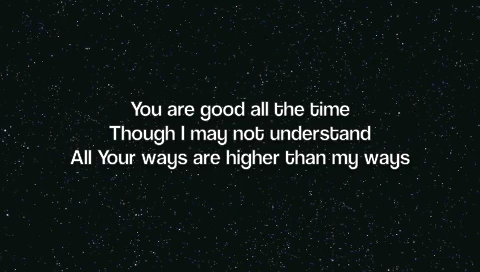 You are good all the time
Though I may not understand
All Your ways are higher than my ways